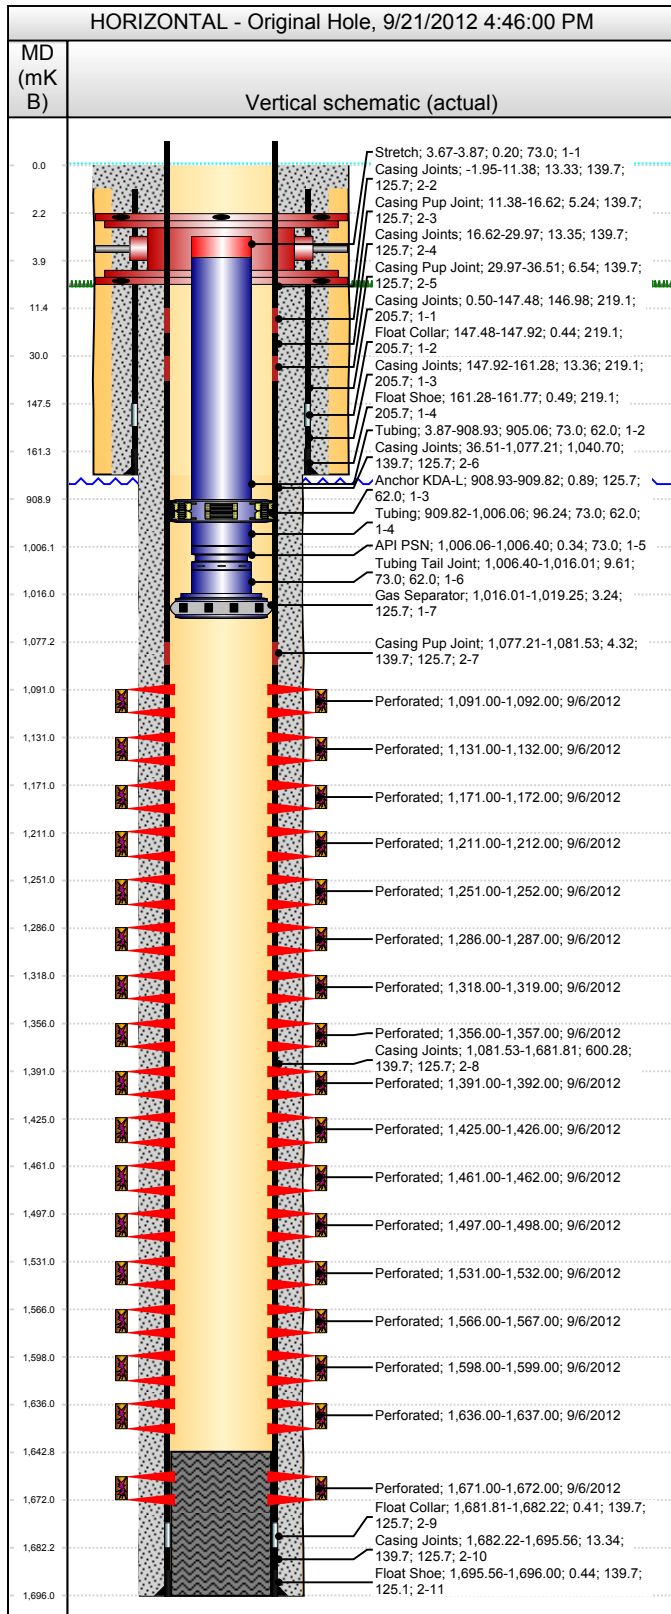 HORIZONTAL - Original Hole, 9/21/2012 4:46:00 PM
MD
(mK
B)
Vertical schematic (actual)
0.0
2.2
3.9
11.4
30.0
147.5
161.3
908.9
1,006.1
1,016.0
1,077.2
1,091.0
1,131.0
1,171.0
1,211.0
1,251.0
1,286.0
1,318.0
1,356.0
1,391.0
1,425.0
1,461.0
1,497.0
1,531.0
1,566.0
1,598.0
1,636.0
1,642.8
1,672.0
1,682.2
1,696.0
Stretch; 3.67-3.87; 0.20; 73.0; 1-1
Casing Joints; -1.95-11.38; 13.33; 139.7;
125.7; 2-2
Casing Pup Joint; 11.38-16.62; 5.24; 139.7;
125.7; 2-3
Casing Joints; 16.62-29.97; 13.35; 139.7;
125.7; 2-4
Casing Pup Joint; 29.97-36.51; 6.54; 139.7;
125.7; 2-5
Casing Joints; 0.50-147.48; 146.98; 219.1;
205.7; 1-1
Float Collar; 147.48-147.92; 0.44; 219.1;
205.7; 1-2
Casing Joints; 147.92-161.28; 13.36; 219.1;
205.7; 1-3
Float Shoe; 161.28-161.77; 0.49; 219.1;
205.7; 1-4
Tubing; 3.87-908.93; 905.06; 73.0; 62.0; 1-2
Casing Joints; 36.51-1,077.21; 1,040.70;
139.7; 125.7; 2-6
Anchor KDA-L; 908.93-909.82; 0.89; 125.7;
62.0; 1-3
Tubing; 909.82-1,006.06; 96.24; 73.0; 62.0;
1-4
API PSN; 1,006.06-1,006.40; 0.34; 73.0; 1-5
Tubing Tail Joint; 1,006.40-1,016.01; 9.61;
73.0; 62.0; 1-6
Gas Separator; 1,016.01-1,019.25; 3.24;
125.7; 1-7
Casing Pup Joint; 1,077.21-1,081.53; 4.32;
139.7; 125.7; 2-7
Perforated; 1,091.00-1,092.00; 9/6/2012
Perforated; 1,131.00-1,132.00; 9/6/2012
Perforated; 1,171.00-1,172.00; 9/6/2012
Perforated; 1,211.00-1,212.00; 9/6/2012
Perforated; 1,251.00-1,252.00; 9/6/2012
Perforated; 1,286.00-1,287.00; 9/6/2012
Perforated; 1,318.00-1,319.00; 9/6/2012
Perforated; 1,356.00-1,357.00; 9/6/2012
Casing Joints; 1,081.53-1,681.81; 600.28;
139.7; 125.7; 2-8
Perforated; 1,391.00-1,392.00; 9/6/2012
Perforated; 1,425.00-1,426.00; 9/6/2012
Perforated; 1,461.00-1,462.00; 9/6/2012
Perforated; 1,497.00-1,498.00; 9/6/2012
Perforated; 1,531.00-1,532.00; 9/6/2012
Perforated; 1,566.00-1,567.00; 9/6/2012
Perforated; 1,598.00-1,599.00; 9/6/2012
Perforated; 1,636.00-1,637.00; 9/6/2012
Perforated; 1,671.00-1,672.00; 9/6/2012
Float Collar; 1,681.81-1,682.22; 0.41; 139.7;
125.7; 2-9
Casing Joints; 1,682.22-1,695.56; 13.34;
139.7; 125.7; 2-10
Float Shoe; 1,695.56-1,696.00; 0.44; 139.7;
125.1; 2-11